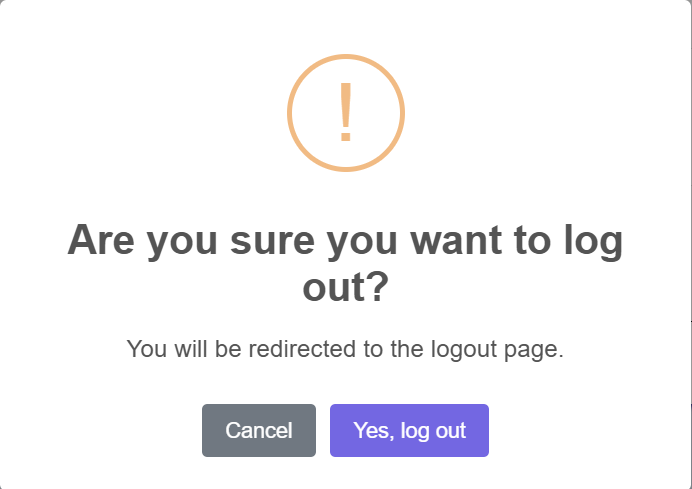 !
Are you sure you want to log
out?
You will be redirected to the logout page.
Cancel
Yes, log out